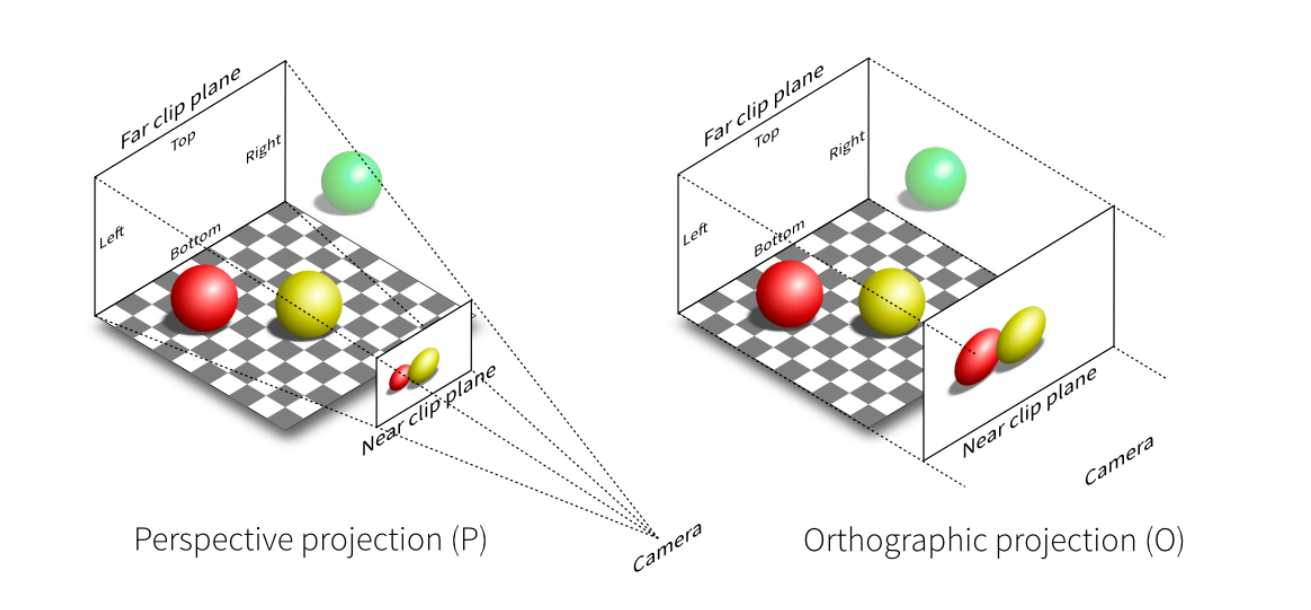 Far clip plane
Top
Right
Left
Bottom
Near clip plane
Camera
Perspective projection (P)
Far clip plane
Top
Right
Left
Bottom
Near clip plane
Camera
Orthographic projection (O)